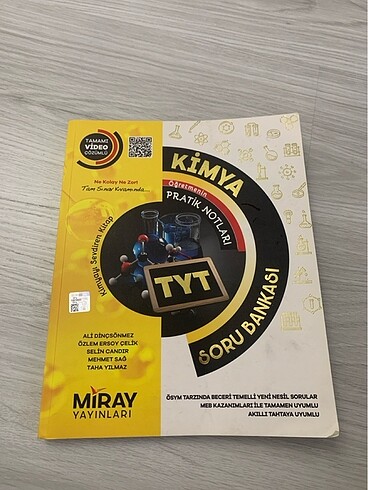 TAMAMI
VİDEO
ÇÖZÜMLÜ
Ne Kolay Ne Zor!
Tam Sınav Kıvamında...
KİMYA
Öğretmenin
PRATİK NOTLARI
Kimyayı Sevdiren Kitap
TYT
SORU BANKASI
ALİ DİNÇSÖNMEZ
ÖZLEM ERSOY ÇELİK
SELİN CANDIR
MEHMET SAĞ
TAHA YILMAZ
MİRAY
YAYINLARI
ÖSYM TARZINDA BECERİ TEMELLİ YENİ NESİL SORULAR
MEB KAZANIMLARI İLE TAMAMEN UYUMLU
AKILLI TAHTAYA UYUMLU